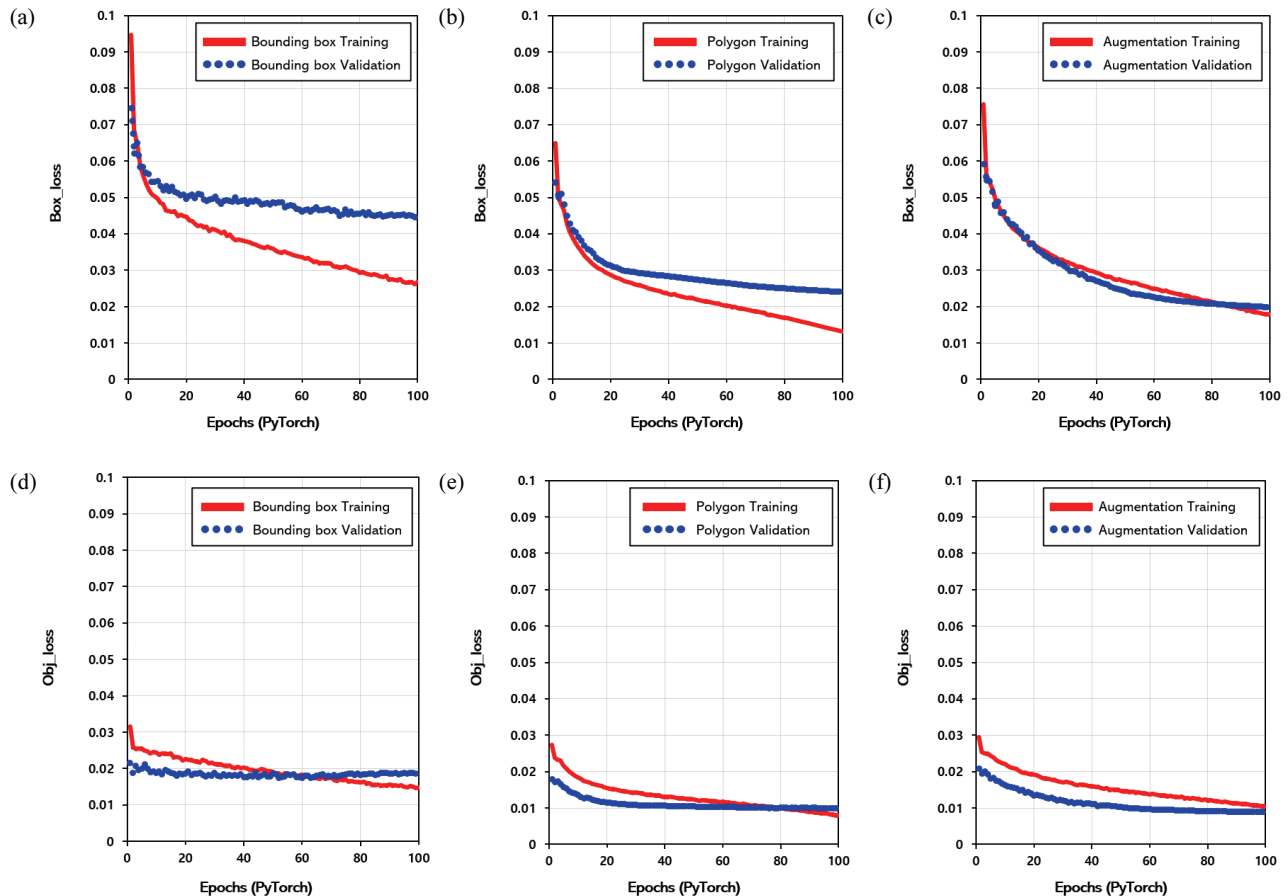 (a)
Box_loss
0.1
0.09
0.08
0.07
0.06
0.05
0.04
0.03
0.02
0.01
0
Bounding box Training
Bounding box Validation
0 20 40 60 80 100
Epochs (PyTorch)
(b)
Box_loss
0.1
0.09
0.08
0.07
0.06
0.05
0.04
0.03
0.02
0.01
0
Polygon Training
Polygon Validation
0 20 40 60 80 100
Epochs (PyTorch)
(c)
Box_loss
0.1
0.09
0.08
0.07
0.06
0.05
0.04
0.03
0.02
0.01
0
Augmentation Training
Augmentation Validation
0 20 40 60 80 100
Epochs (PyTorch)
(d)
Obj_loss
0.1
0.09
0.08
0.07
0.06
0.05
0.04
0.03
0.02
0.01
0
Bounding box Training
Bounding box Validation
0 20 40 60 80 100
Epochs (PyTorch)
(e)
Obj_loss
0.1
0.09
0.08
0.07
0.06
0.05
0.04
0.03
0.02
0.01
0
Polygon Training
Polygon Validation
0 20 40 60 80 100
Epochs (PyTorch)
(f)
Obj_loss
0.1
0.09
0.08
0.07
0.06
0.05
0.04
0.03
0.02
0.01
0
Augmentation Training
Augmentation Validation
0 20 40 60 80 100
Epochs (PyTorch)